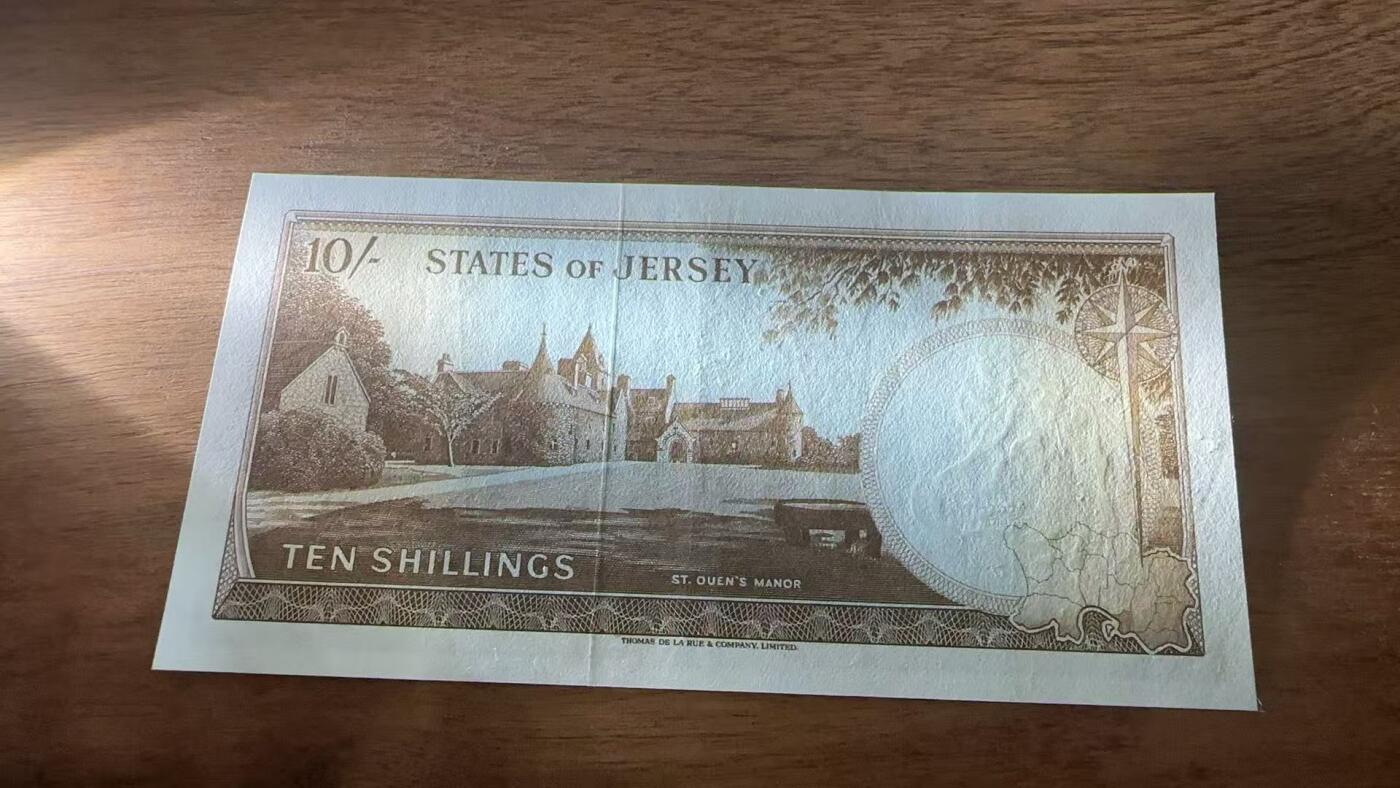 10/- STATES OF JERSEY
TEN SHILLINGS
ST. OUEN'S MANOR
THOMAS DE LA RUE & COMPANY, LIMITED.